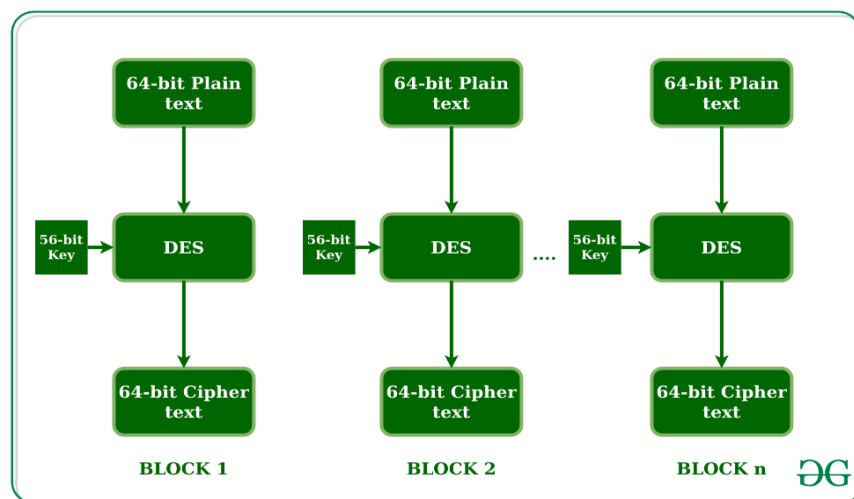 64-bit Plain
text
64-bit Plain
text
64-bit Plain
text
56-bit
Key
DES
56-bit
Key
DES
....
56-bit
Key
DES
64-bit Cipher
text
64-bit Cipher
text
64-bit Cipher
text
BLOCK 1
BLOCK 2
BLOCK n